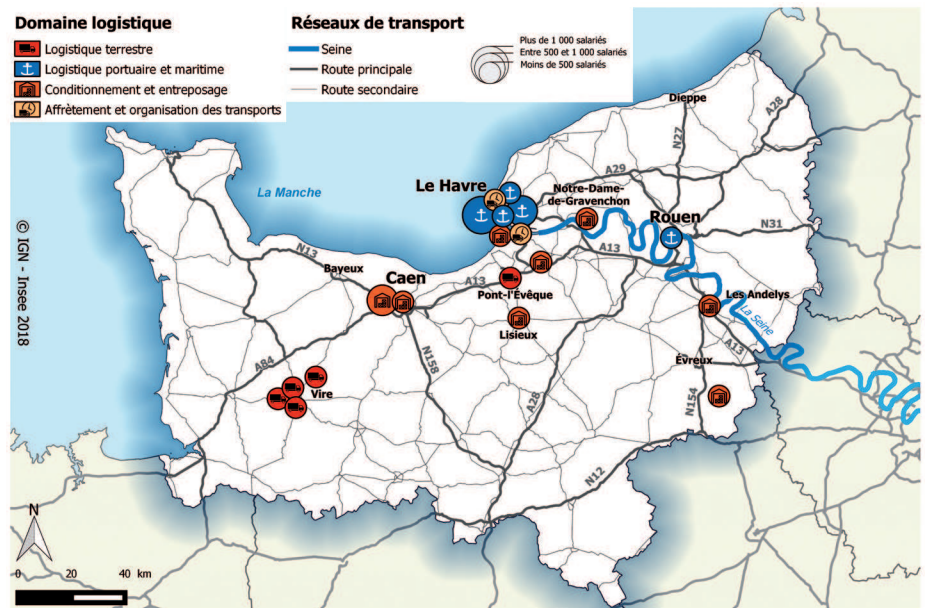 Domaine logistique
Logistique terrestre
Logistique portuaire et maritime
Conditionnement et entreposage
Affrètement et organisation des transports
Réseaux de transport
Seine
Route principale
Route secondaire
Plus de 1 000 salariés
Entre 500 et 1 000 salariés
Moins de 500 salariés
Dieppe
A28
N27
A29
La Manche
Le Havre
Notre-Dame-
de-Gravenchon
Rouen
N31
N13
A13
Bayeux
Caen
A13
Pont-l'Évêque
Les Andelys
La Seine
Lisieux
A13
A84
N158
Évreux
Vire
A28
N154
N12
© IGN - Insee 2018
N
0 20 40 km